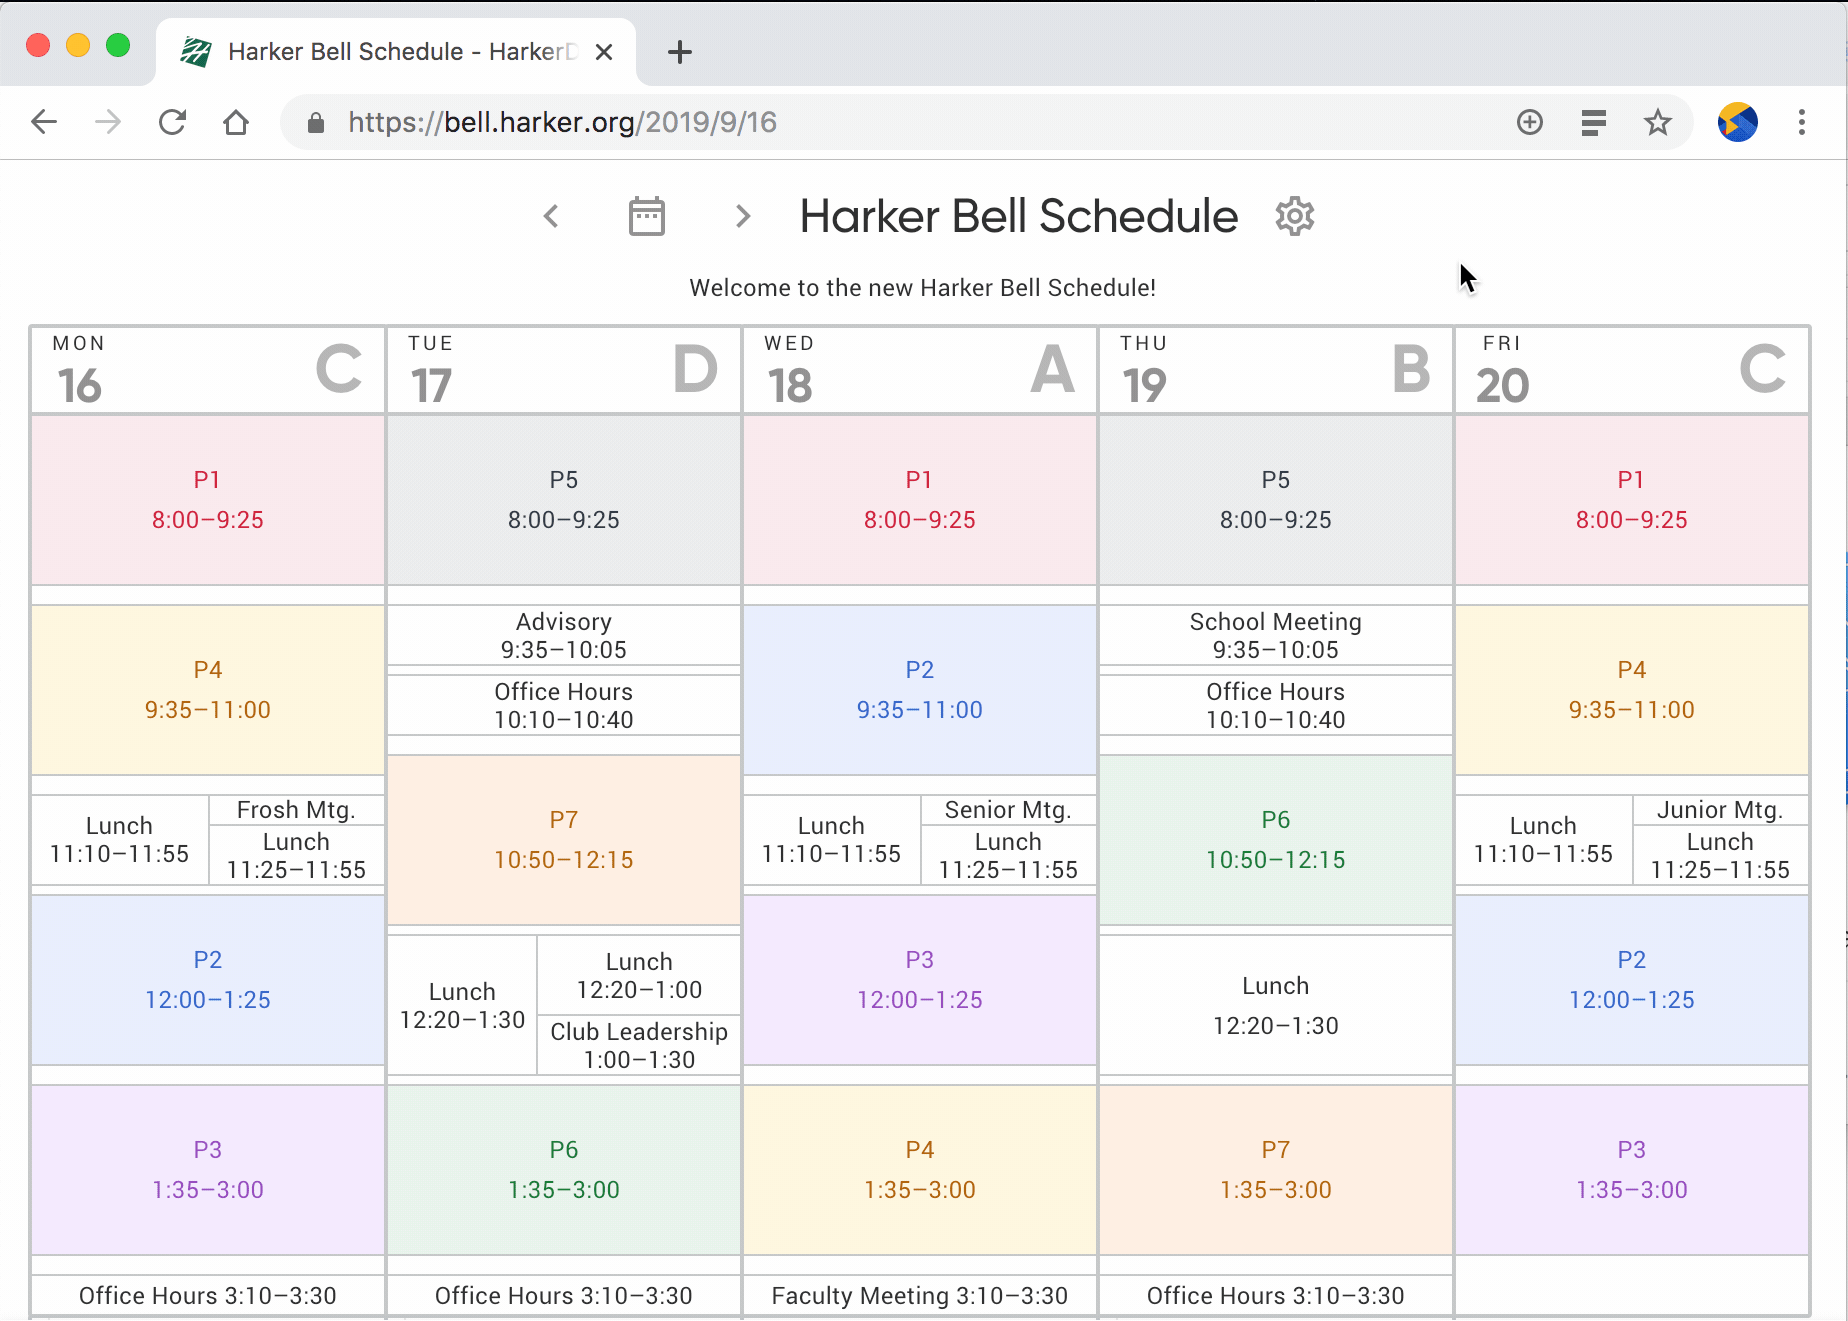 Harker Bell Schedule - HarkerD
https://bell.harker.org/2019/9/16
Harker Bell Schedule
Welcome to the new Harker Bell Schedule!
MON
16
C
TUE
17
D
WED
18
A
THU
19
B
FRI
20
C
P1
8:00–9:25
P4
9:35–11:00
Lunch
11:10–11:55
Frosh Mtg.
Lunch
11:25–11:55
P2
12:00–1:25
P3
1:35–3:00
Office Hours 3:10–3:30
P5
8:00–9:25
Advisory
9:35–10:05
Office Hours
10:10–10:40
P7
10:50–12:15
Lunch
12:20–1:30
Lunch
12:20–1:00
Club Leadership
1:00–1:30
P6
1:35–3:00
Office Hours 3:10–3:30
P1
8:00–9:25
P2
9:35–11:00
Lunch
11:10–11:55
Senior Mtg.
Lunch
11:25–11:55
P3
12:00–1:25
P4
1:35–3:00
Faculty Meeting 3:10–3:30
P5
8:00–9:25
School Meeting
9:35–10:05
Office Hours
10:10–10:40
P6
10:50–12:15
Lunch
12:20–1:30
P7
1:35–3:00
Office Hours 3:10–3:30
P1
8:00–9:25
P4
9:35–11:00
Lunch
11:10–11:55
Junior Mtg.
Lunch
11:25–11:55
P2
12:00–1:25
P3
1:35–3:00